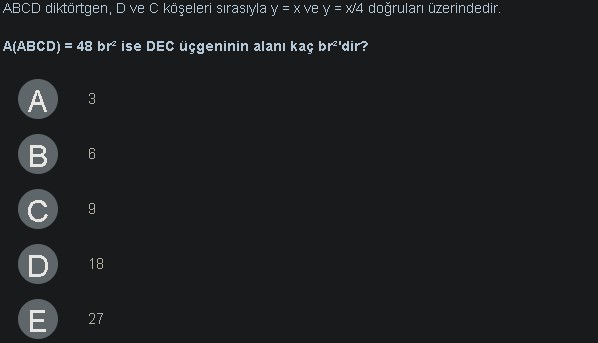 ABCD diktörtgen, D ve C köşeleri sırasıyla y = x ve y = x/4 doğruları üzerindedir.
A(ABCD) = 48 br² ise DEC üçgeninin alanı kaç br²'dir?
A 3
B 6
C 9
D 18
E 27